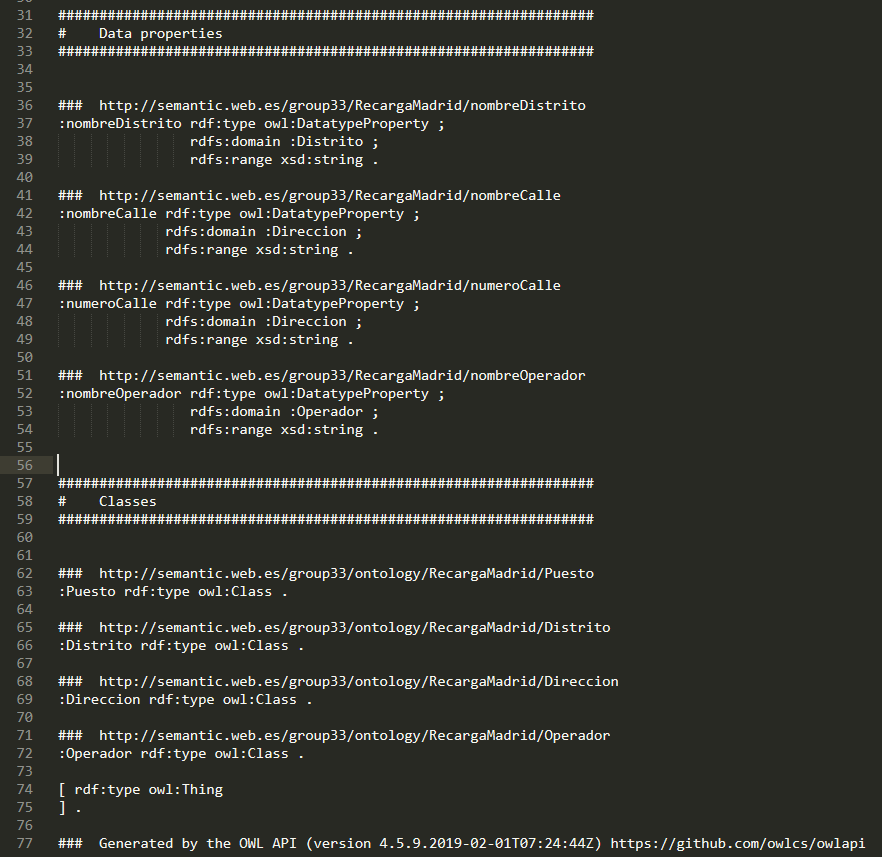 31 #################################################################
32 #    Data properties
33 #################################################################
34
35
36 ###  http://semantic.web.es/group33/RecargaMadrid/nombreDistrito
37 :nombreDistrito rdf:type owl:DatatypeProperty ;
38                 rdfs:domain :Distrito ;
39                 rdfs:range xsd:string .
40
41 ###  http://semantic.web.es/group33/RecargaMadrid/nombreCalle
42 :nombreCalle rdf:type owl:DatatypeProperty ;
43              rdfs:domain :Direccion ;
44              rdfs:range xsd:string .
45
46 ###  http://semantic.web.es/group33/RecargaMadrid/numeroCalle
47 :numeroCalle rdf:type owl:DatatypeProperty ;
48              rdfs:domain :Direccion ;
49              rdfs:range xsd:string .
50
51 ###  http://semantic.web.es/group33/RecargaMadrid/nombreOperador
52 :nombreOperador rdf:type owl:DatatypeProperty ;
53                 rdfs:domain :Operador ;
54                 rdfs:range xsd:string .
55
56
57 #################################################################
58 #    Classes
59 #################################################################
60
61
62 ###  http://semantic.web.es/group33/ontology/RecargaMadrid/Puesto
63 :Puesto rdf:type owl:Class .
64
65 ###  http://semantic.web.es/group33/ontology/RecargaMadrid/Distrito
66 :Distrito rdf:type owl:Class .
67
68 ###  http://semantic.web.es/group33/ontology/RecargaMadrid/Direccion
69 :Direccion rdf:type owl:Class .
70
71 ###  http://semantic.web.es/group33/ontology/RecargaMadrid/Operador
72 :Operador rdf:type owl:Class .
73
74 [ rdf:type owl:Thing
75 ] .
76
77 ###  Generated by the OWL API (version 4.5.9.2019-02-01T07:24:44Z) https://github.com/owlcs/owlapi